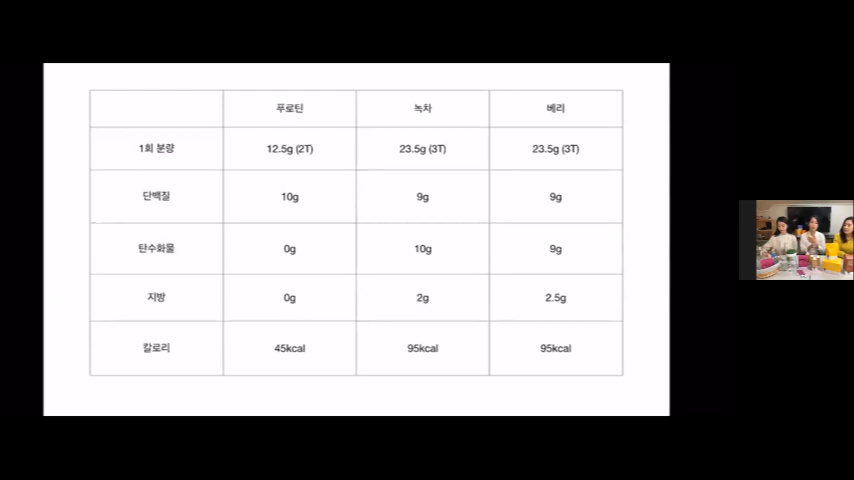 푸로틴 녹차 베리
1회 분량 12.5g (2T) 23.5g (3T) 23.5g (3T)
단백질 10g 9g 9g
탄수화물 0g 10g 9g
지방 0g 2g 2.5g
칼로리 45kcal 95kcal 95kcal